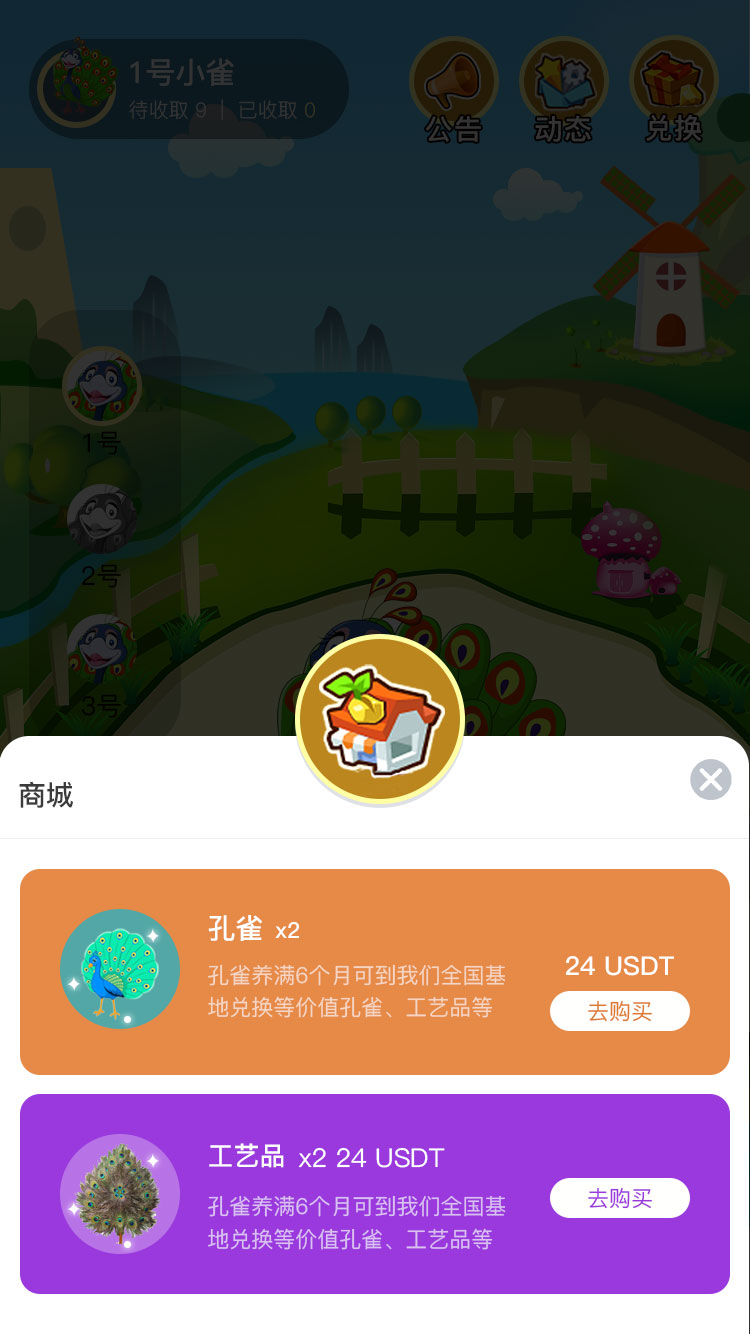 1号小雀
待收取 9 | 已收取 0
公告
动态
兑换
1号
2号
3号
商城
孔雀 x2
孔雀养满6个月可到我们全国基
地兑换等价值孔雀、工艺品等
24 USDT
去购买
工艺品 x2 24 USDT
孔雀养满6个月可到我们全国基
地兑换等价值孔雀、工艺品等
去购买